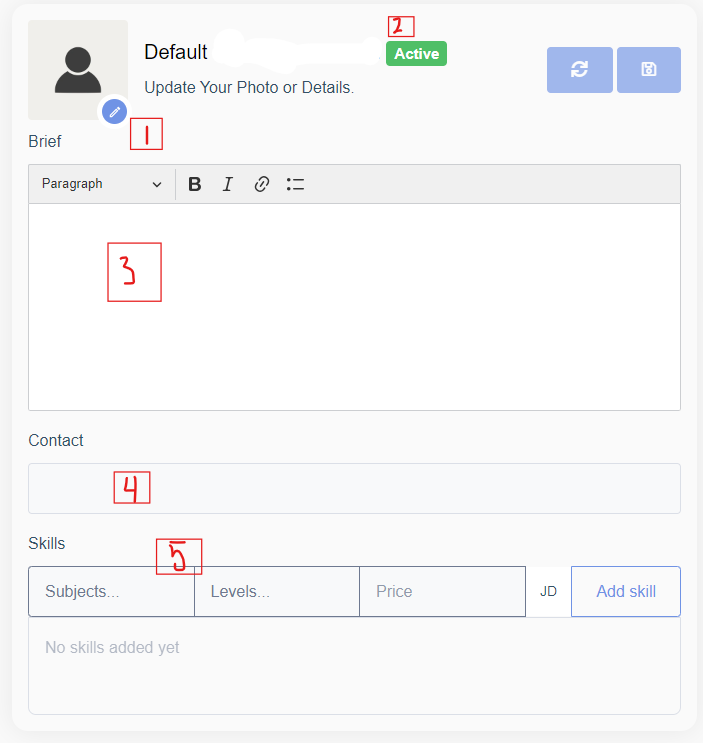 2
Default
Active
Update Your Photo or Details.
1
Brief
Paragraph
B I
3
Contact
4
Skills
5
Subjects... Levels... Price JD Add skill
No skills added yet